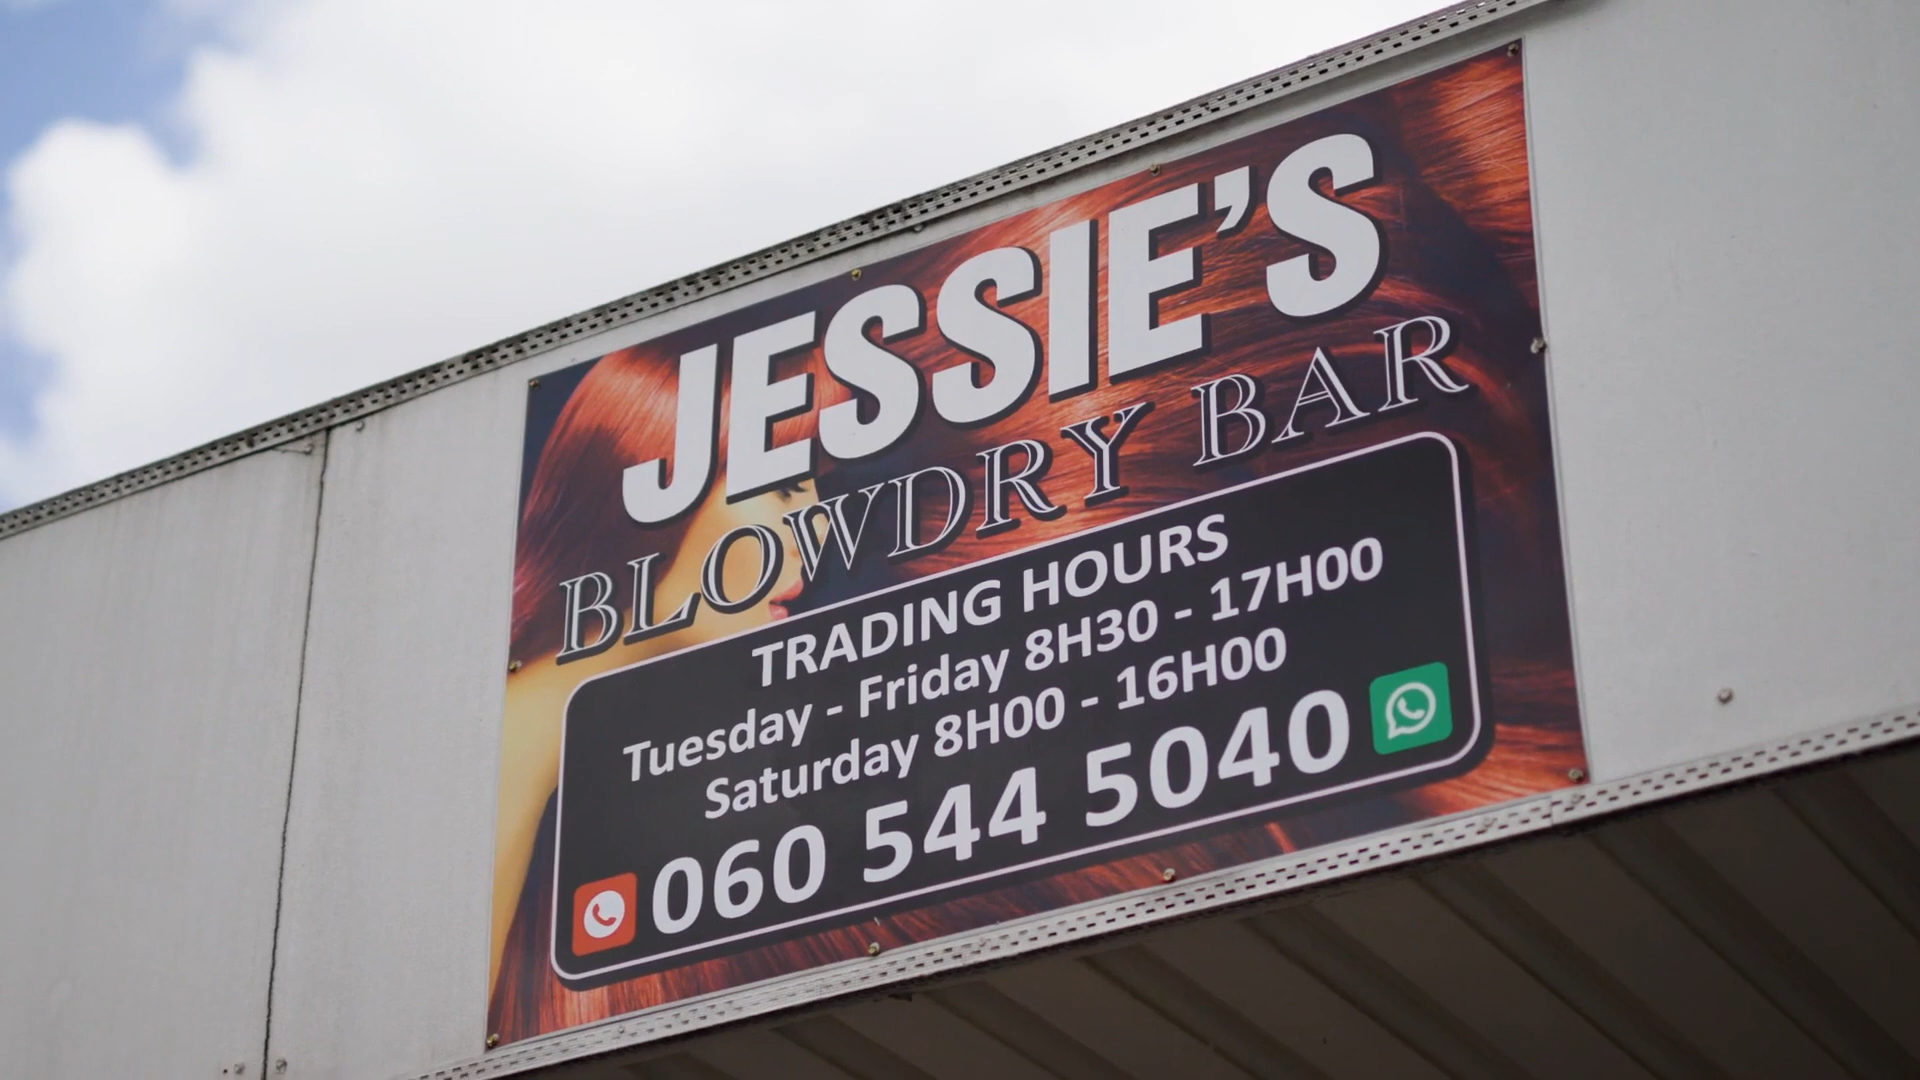 JESSIE'S
BLOWDRY BAR
TRADING HOURS
Tuesday - Friday 8H30 - 17H00
Saturday 8H00 - 16H00
060 544 5040